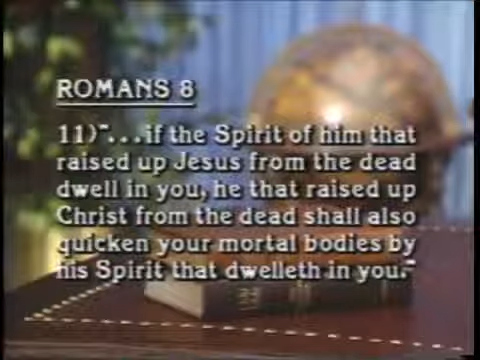 ROMANS 8
11)"...if the Spirit of him that
raised up Jesus from the dead
dwell in you, he that raised up
Christ from the dead shall also
quicken your mortal bodies by
his Spirit that dwelleth in you."